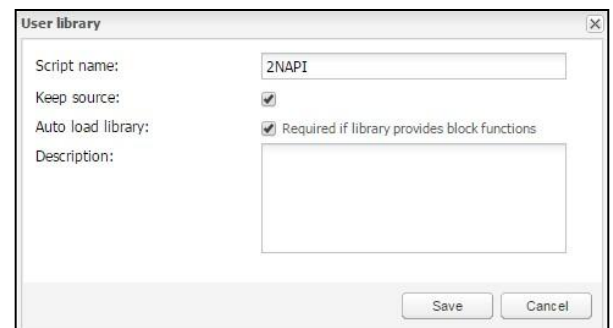 User library
Script name: 2NAPI
Keep source:
Auto load library: Required if library provides block functions
Description:
Save Cancel